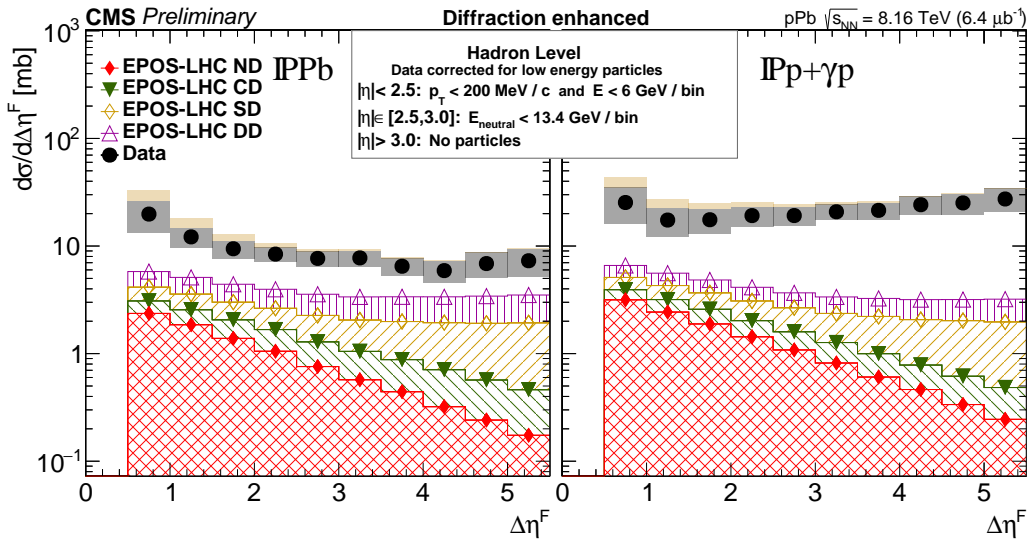 CMS Preliminary
Diffraction enhanced
pPb √s_NN = 8.16 TeV (6.4 μb⁻¹)
dσ/dΔη^F [mb]
10³
10²
10
1
10⁻¹
EPOS-LHC ND
EPOS-LHC CD
EPOS-LHC SD
EPOS-LHC DD
Data
ℙPb
Hadron Level
Data corrected for low energy particles
|η|< 2.5: p_T < 200 MeV / c and E < 6 GeV / bin
|η|∈ [2.5,3.0]: E_neutral < 13.4 GeV / bin
|η|> 3.0: No particles
ℙp+γp
0 1 2 3 4 5
Δη^F
0 1 2 3 4 5
Δη^F